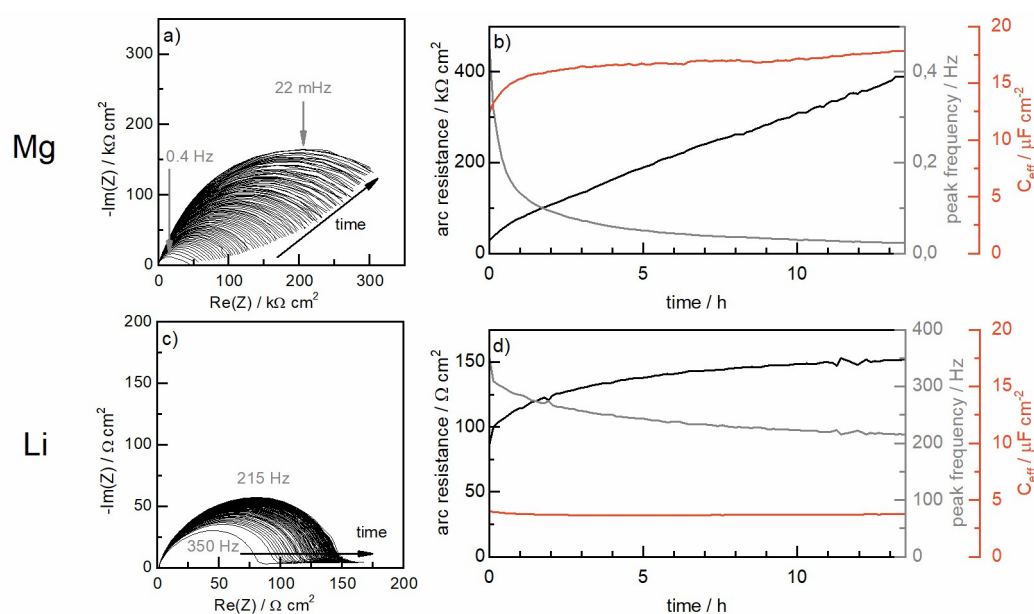 Mg
a)
22 mHz
0.4 Hz
time
-Im(Z) / kΩ cm²
300
200
100
0
0 50 100 150 200 250 300
Re(Z) / kΩ cm²
b)
arc resistance / kΩ cm²
400
200
0
0 5 10
time / h
0,4
0,2
0,0
peak frequency / Hz
20
15
10
5
0
C_eff / µF cm⁻²
Li
c)
215 Hz
350 Hz
time
-Im(Z) / Ω cm²
200
150
100
50
0
0 50 100 150 200
Re(Z) / Ω cm²
d)
arc resistance / Ω cm²
150
100
50
0
0 5 10
time / h
400
300
200
100
0
peak frequency / Hz
20
15
10
5
0
C_eff / µF cm⁻²